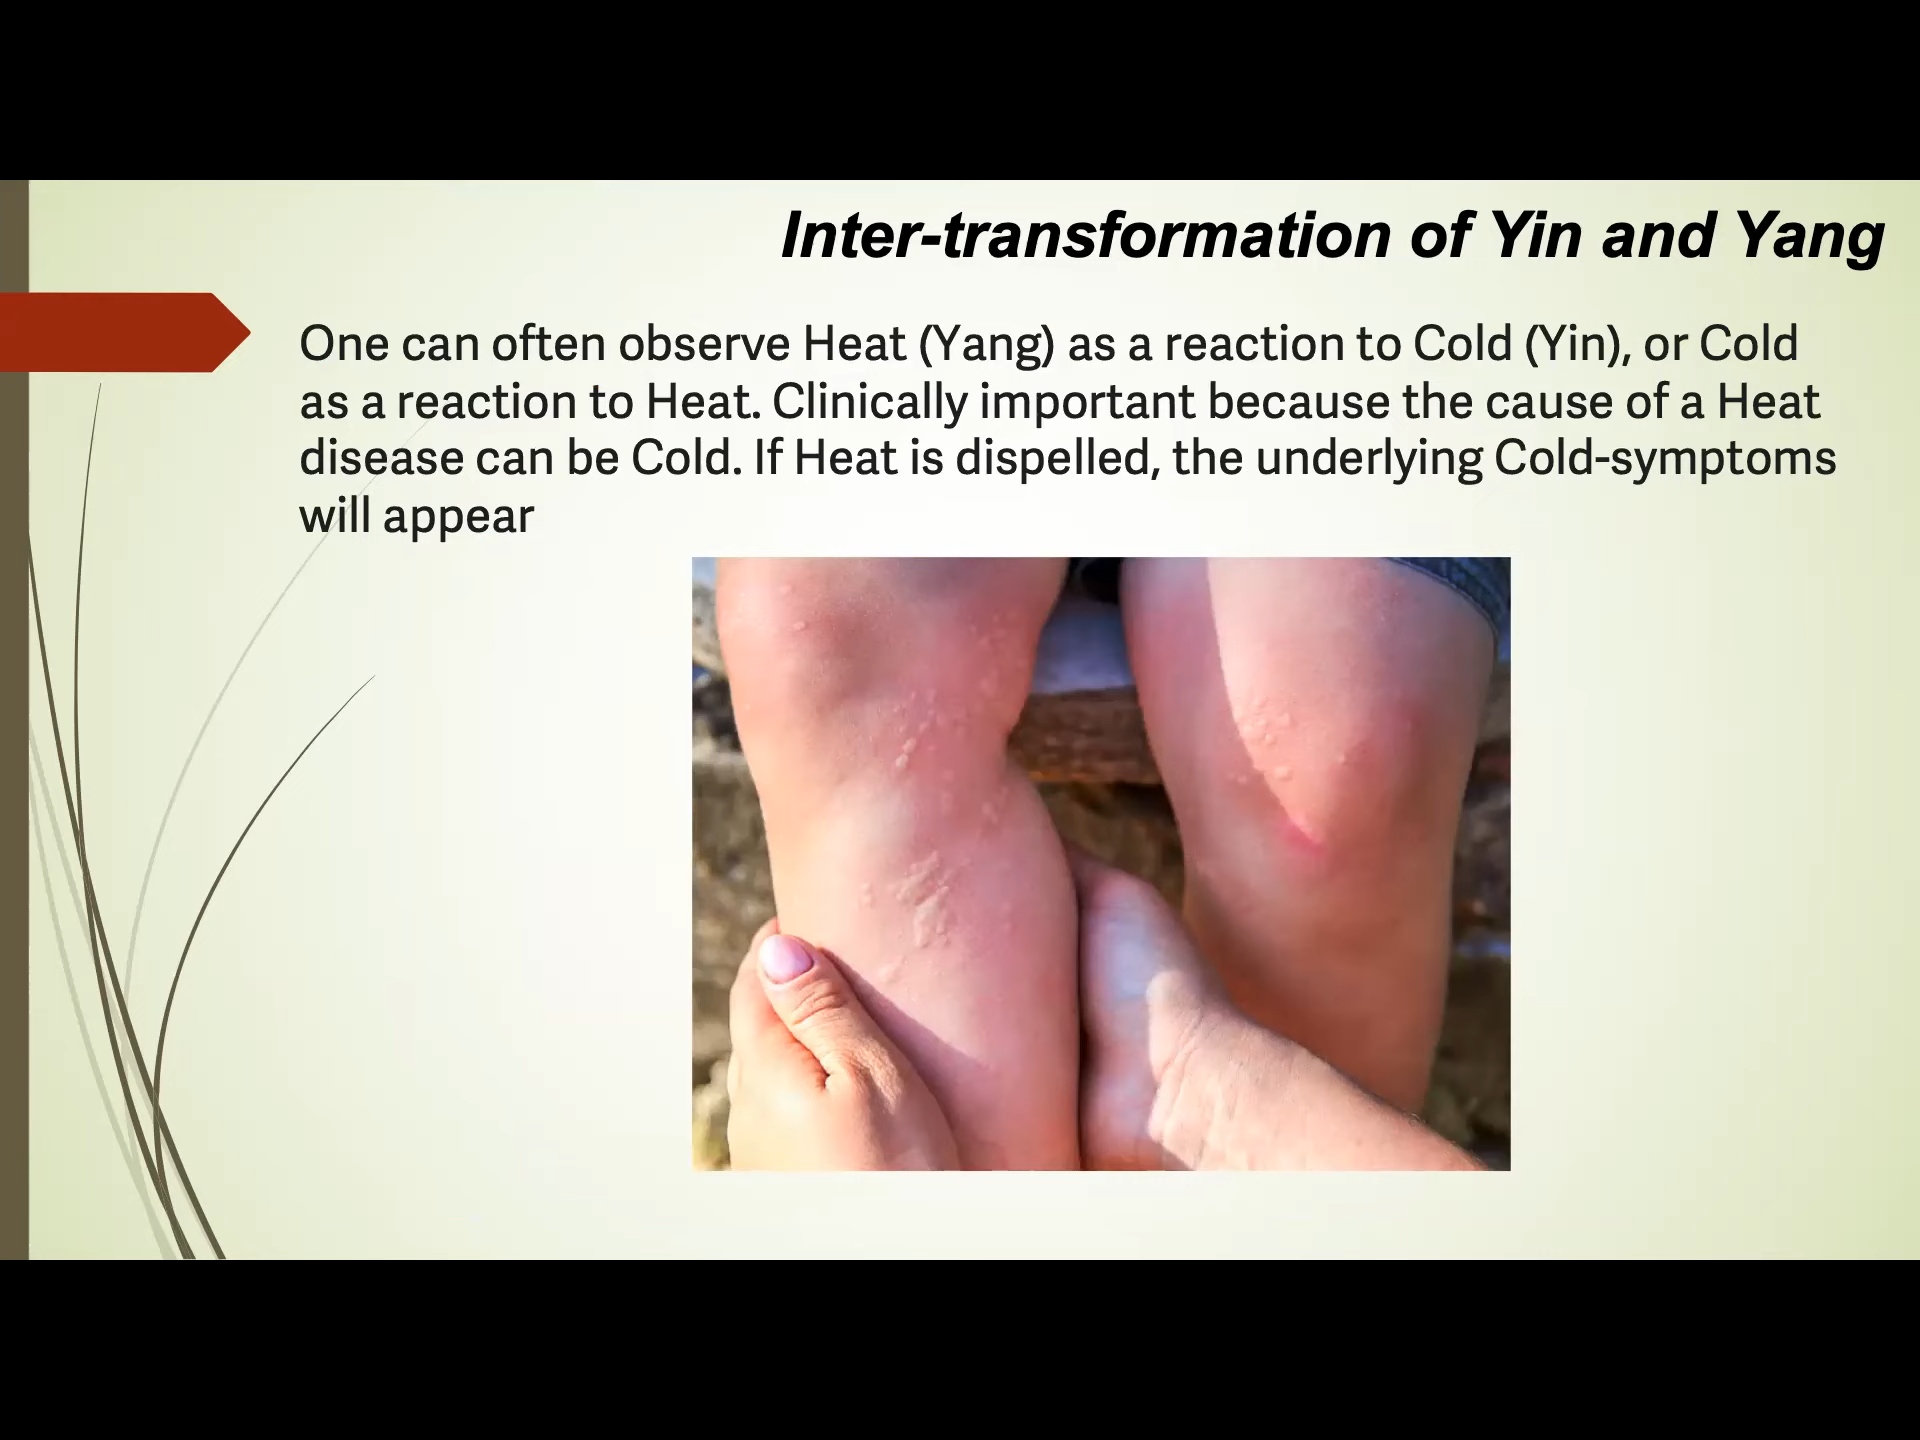 Inter-transformation of Yin and Yang
One can often observe Heat (Yang) as a reaction to Cold (Yin), or Cold
as a reaction to Heat. Clinically important because the cause of a Heat
disease can be Cold. If Heat is dispelled, the underlying Cold-symptoms
will appear